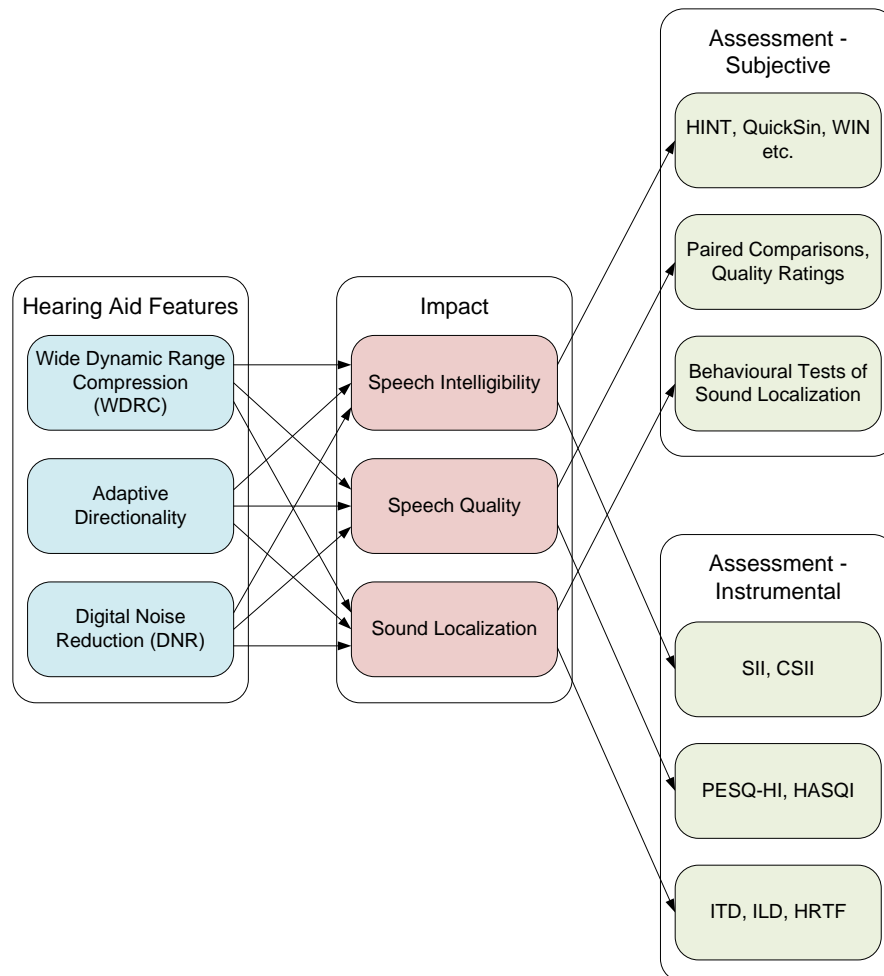 Hearing Aid Features
Wide Dynamic Range
Compression
(WDRC)
Adaptive
Directionality
Digital Noise
Reduction (DNR)
Impact
Speech Intelligibility
Speech Quality
Sound Localization
Assessment -
Subjective
HINT, QuickSin, WIN
etc.
Paired Comparisons,
Quality Ratings
Behavioural Tests of
Sound Localization
Assessment -
Instrumental
SII, CSII
PESQ-HI, HASQI
ITD, ILD, HRTF